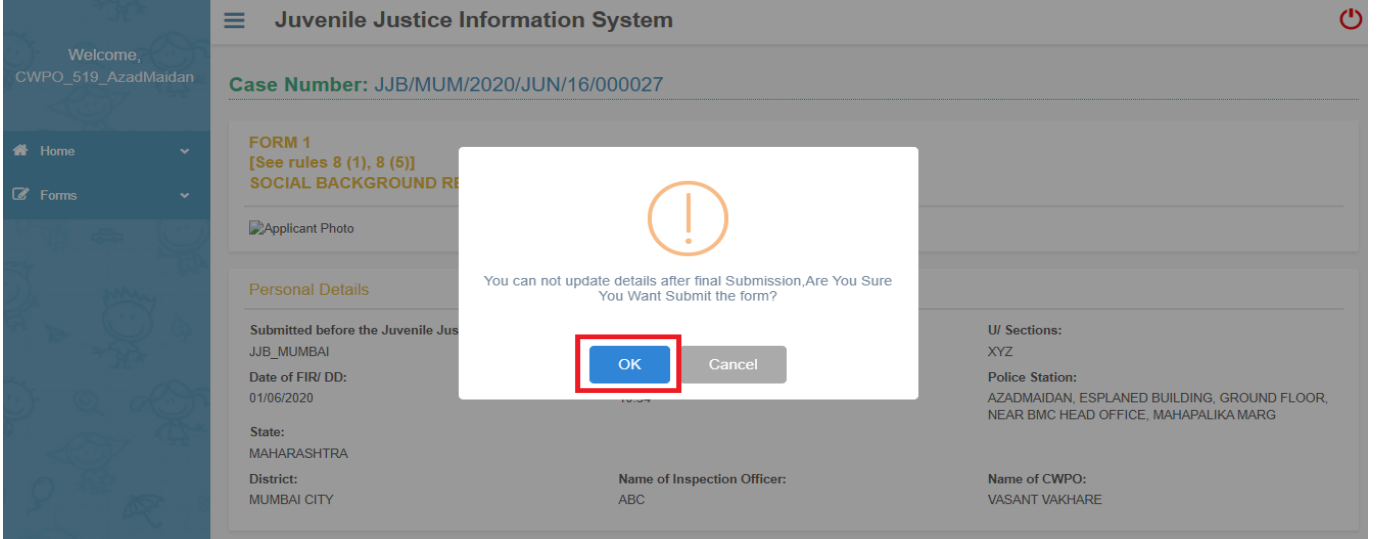 Juvenile Justice Information System
Welcome,
CWPO_519_AzadMaidan
Home
Forms
Case Number: JJB/MUM/2020/JUN/16/000027
FORM 1
[See rules 8 (1), 8 (5)]
SOCIAL BACKGROUND RE
Applicant Photo
You can not update details after final Submission,Are You Sure
You Want Submit the form?
OK Cancel
Personal Details
Submitted before the Juvenile Jus
JJB_MUMBAI
U/ Sections:
XYZ
Date of FIR/ DD:
01/06/2020
Police Station:
AZADMAIDAN, ESPLANED BUILDING, GROUND FLOOR,
NEAR BMC HEAD OFFICE, MAHAPALIKA MARG
State:
MAHARASHTRA
District:
MUMBAI CITY
Name of Inspection Officer:
ABC
Name of CWPO:
VASANT VAKHARE